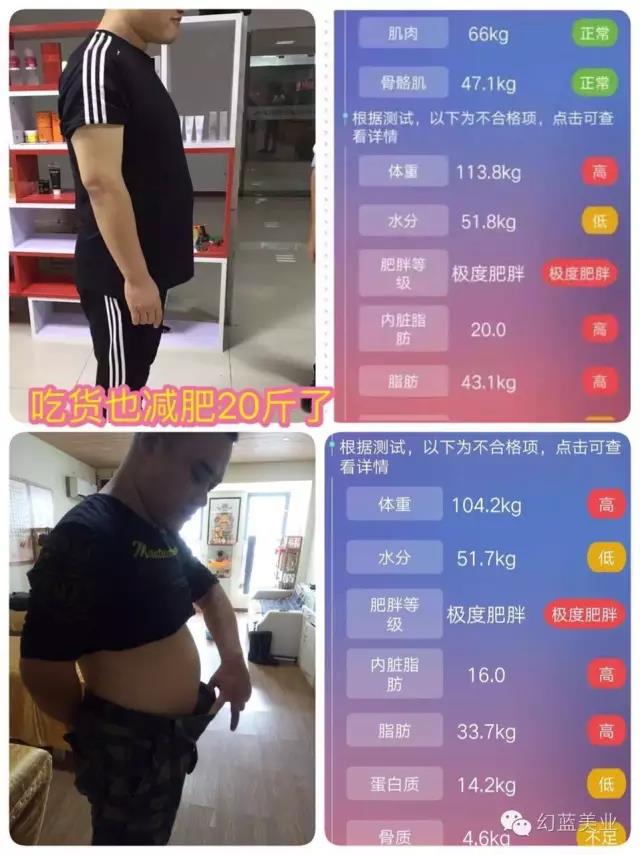 肌肉 66kg 正常
骨骼肌 47.1kg 正常
根据测试，以下为不合格项，点击可查
看详情
体重 113.8kg 高
水分 51.8kg 低
肥胖等
级 极度肥胖 极度肥胖
内脏脂
肪 20.0 高
脂肪 43.1kg 高
吃货也减肥20斤了
根据测试，以下为不合格项，点击可查
看详情
体重 104.2kg 高
水分 51.7kg 低
肥胖等
级 极度肥胖 极度肥胖
内脏脂
肪 16.0 高
脂肪 33.7kg 高
蛋白质 14.2kg 低
骨质 4.6kg 不足
幻蓝美业